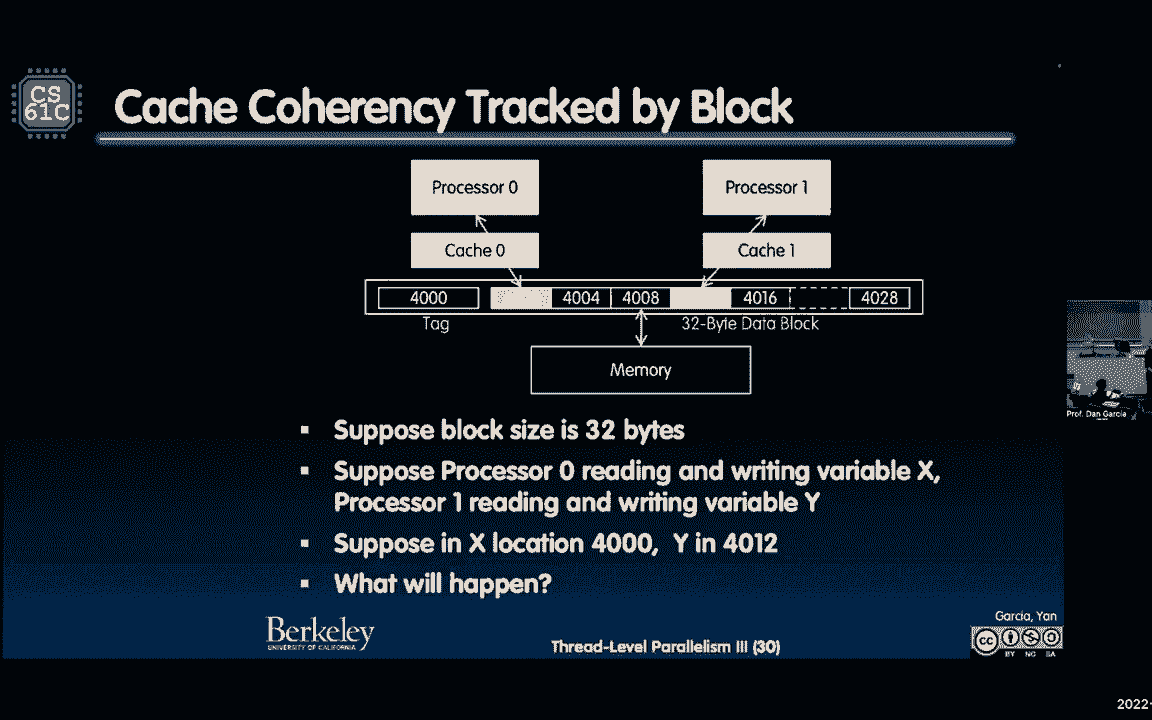 CS
61C
Cache Coherency Tracked by Block
Processor 0
Processor 1
Cache 0
Cache 1
4000
4004
4008
4016
4028
Tag
32-Byte Data Block
Memory
Prof. Dan Garcia
▪ Suppose block size is 32 bytes
▪ Suppose Processor 0 reading and writing variable X,
Processor 1 reading and writing variable Y
▪ Suppose in X location 4000, Y in 4012
▪ What will happen?
Garcia, Yan
Berkeley
UNIVERSITY OF CALIFORNIA
Thread-Level Parallelism III (30)
cc
BY NC SA
2022-